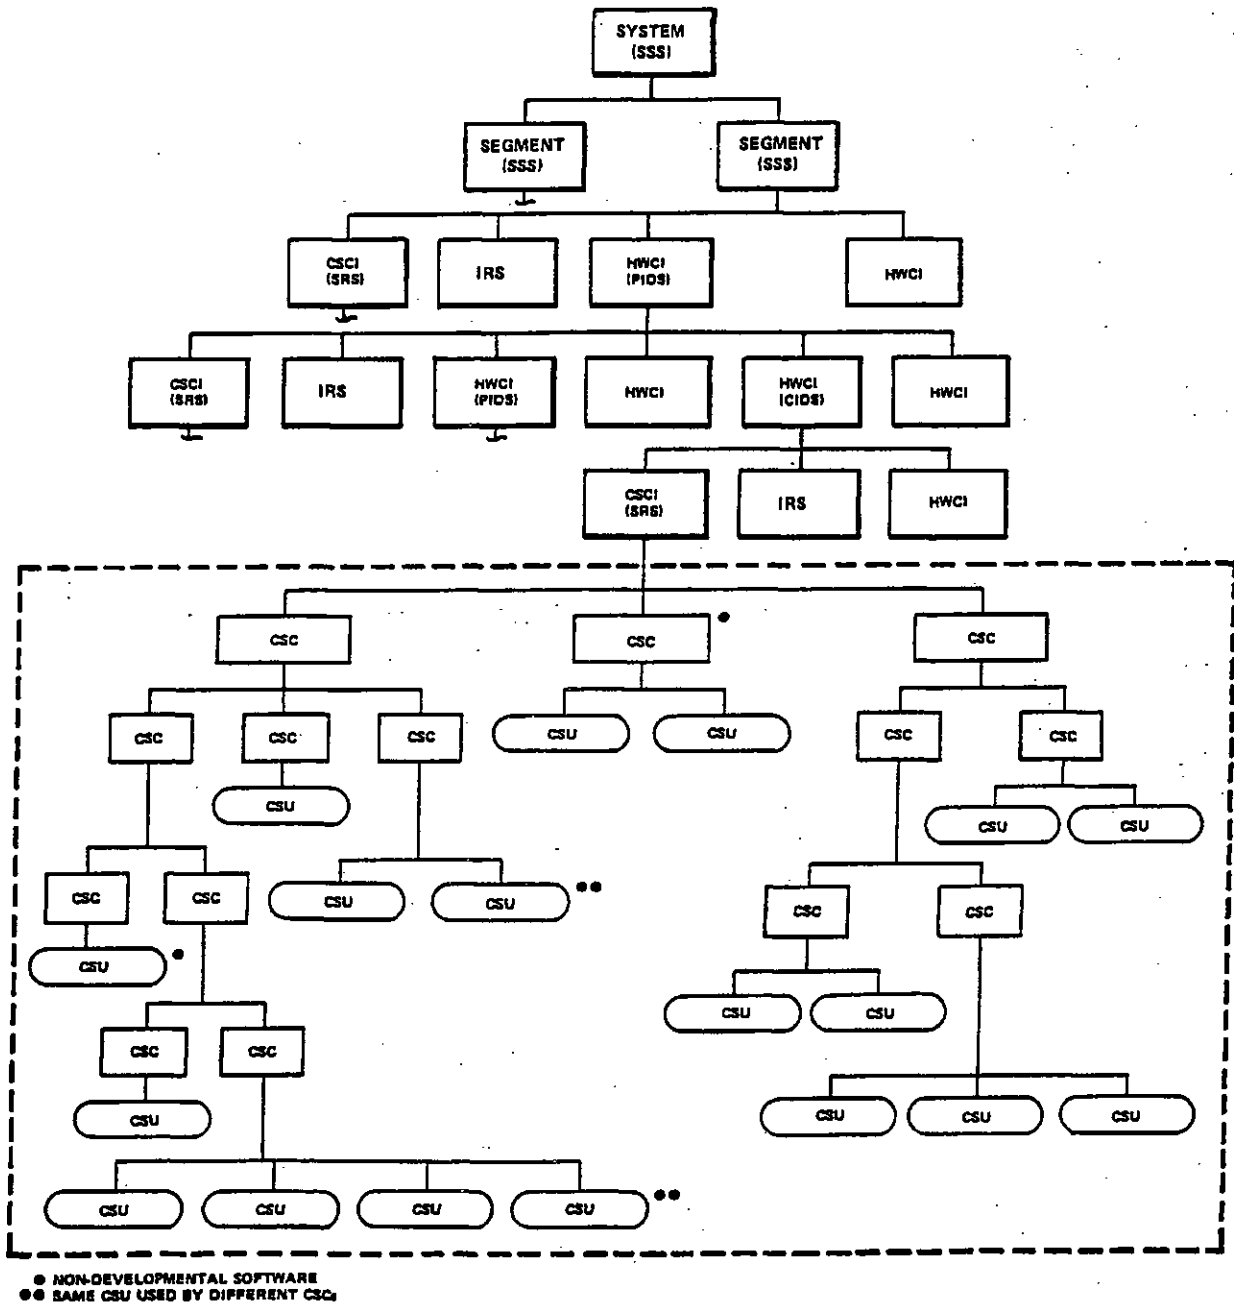 SYSTEM
(SSS)
SEGMENT
(SSS)
SEGMENT
(SSS)
CSCI
(SRS)
IRS
HWCI
(PIDS)
HWCI
CSCI
(SRS)
IRS
HWCI
(PIDS)
HWCI
HWCI
(CIDS)
HWCI
CSCI
(SRS)
IRS
HWCI
CSC
CSC
●
CSC
CSC
CSC
CSC
CSU
CSU
CSC
CSC
CSU
CSU
CSU
CSC
CSC
CSU
CSU
●●
CSC
CSC
CSU
●
CSU
CSU
CSC
CSC
CSU
CSU
CSU
CSU
CSU
CSU
CSU
CSU
●●
● NON-DEVELOPMENTAL SOFTWARE
●● SAME CSU USED BY DIFFERENT CSCs